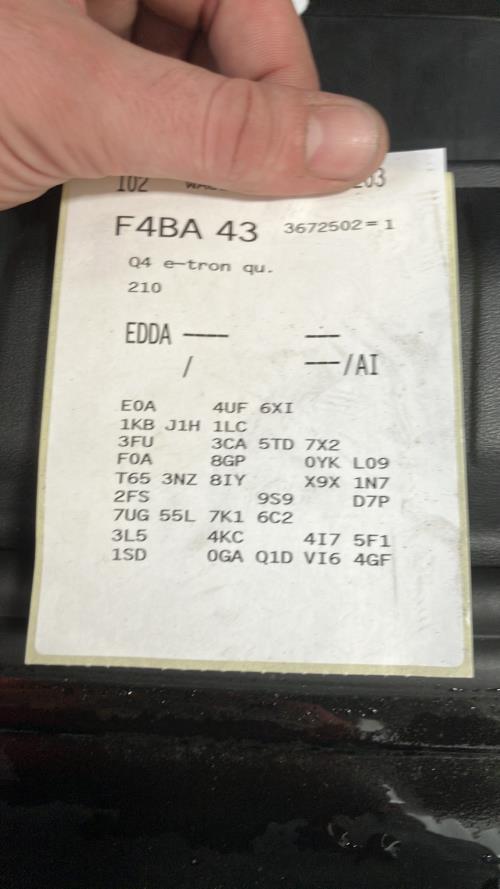 102
F4BA 43 3672502=1
Q4 e-tron qu.
210
EDDA ---- ---
/ ---/AI
E0A 4UF 6XI
1KB J1H 1LC
3FU 3CA 5TD 7X2
F0A 8GP 0YK L09
T65 3NZ 8IY X9X 1N7
2FS 9S9 D7P
7UG 55L 7K1 6C2
3L5 4KC 4I7 5F1
1SD 0GA Q1D VI6 4GF